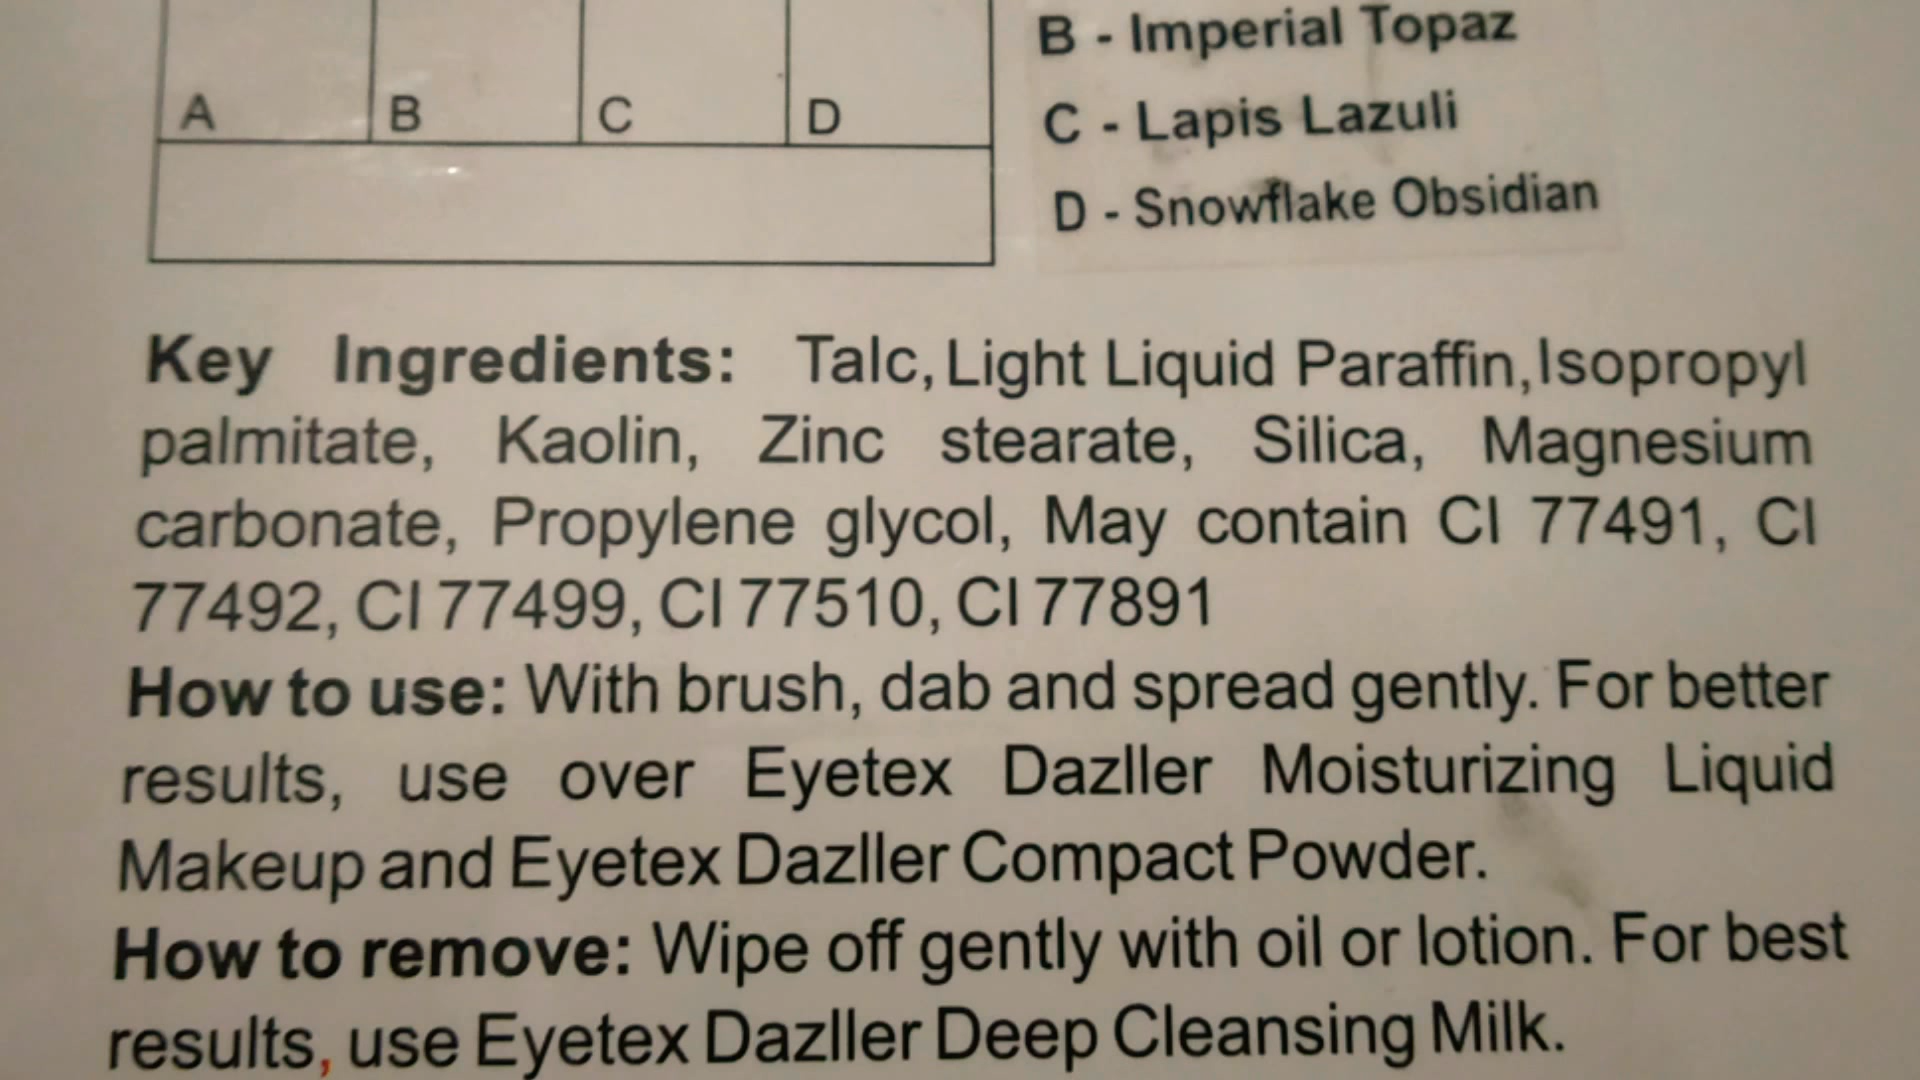 A B C D
B - Imperial Topaz
C - Lapis Lazuli
D - Snowflake Obsidian
Key Ingredients: Talc, Light Liquid Paraffin, Isopropyl
palmitate, Kaolin, Zinc stearate, Silica, Magnesium
carbonate, Propylene glycol, May contain CI 77491, CI
77492, CI 77499, CI 77510, CI 77891
How to use: With brush, dab and spread gently. For better
results, use over Eyetex Dazller Moisturizing Liquid
Makeup and Eyetex Dazller Compact Powder.
How to remove: Wipe off gently with oil or lotion. For best
results, use Eyetex Dazller Deep Cleansing Milk.